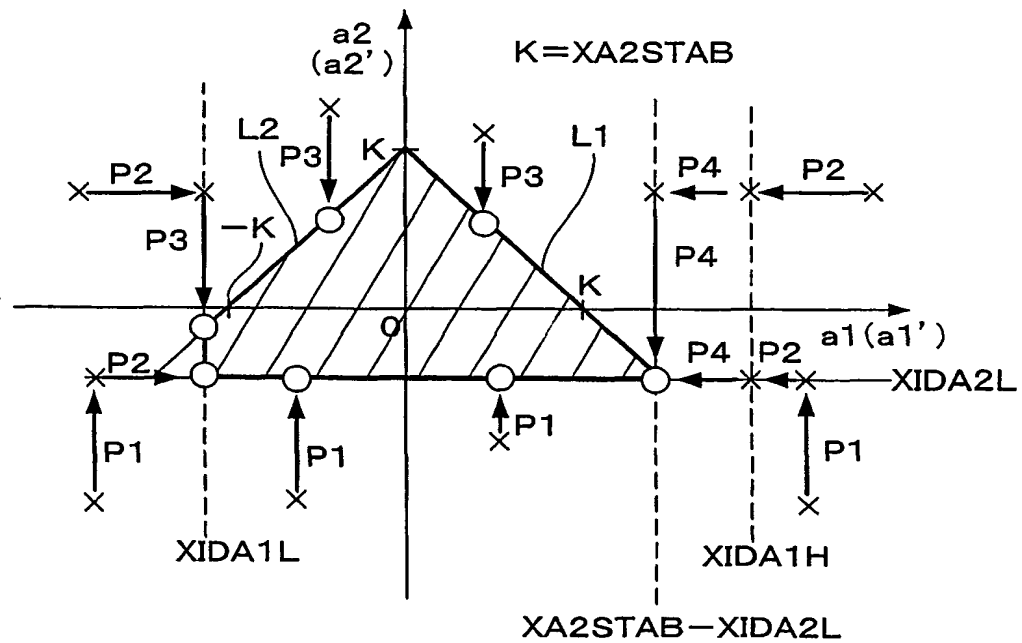 a2
(a2')
K=XA2STAB
L2
P3
K
L1
P3
P4
P2
P2
P3
-K
P4
K
0
a1(a1')
P2
P4
P2
XIDA2L
P1
P1
P1
P1
XIDA1L
XIDA1H
XA2STAB-XIDA2L